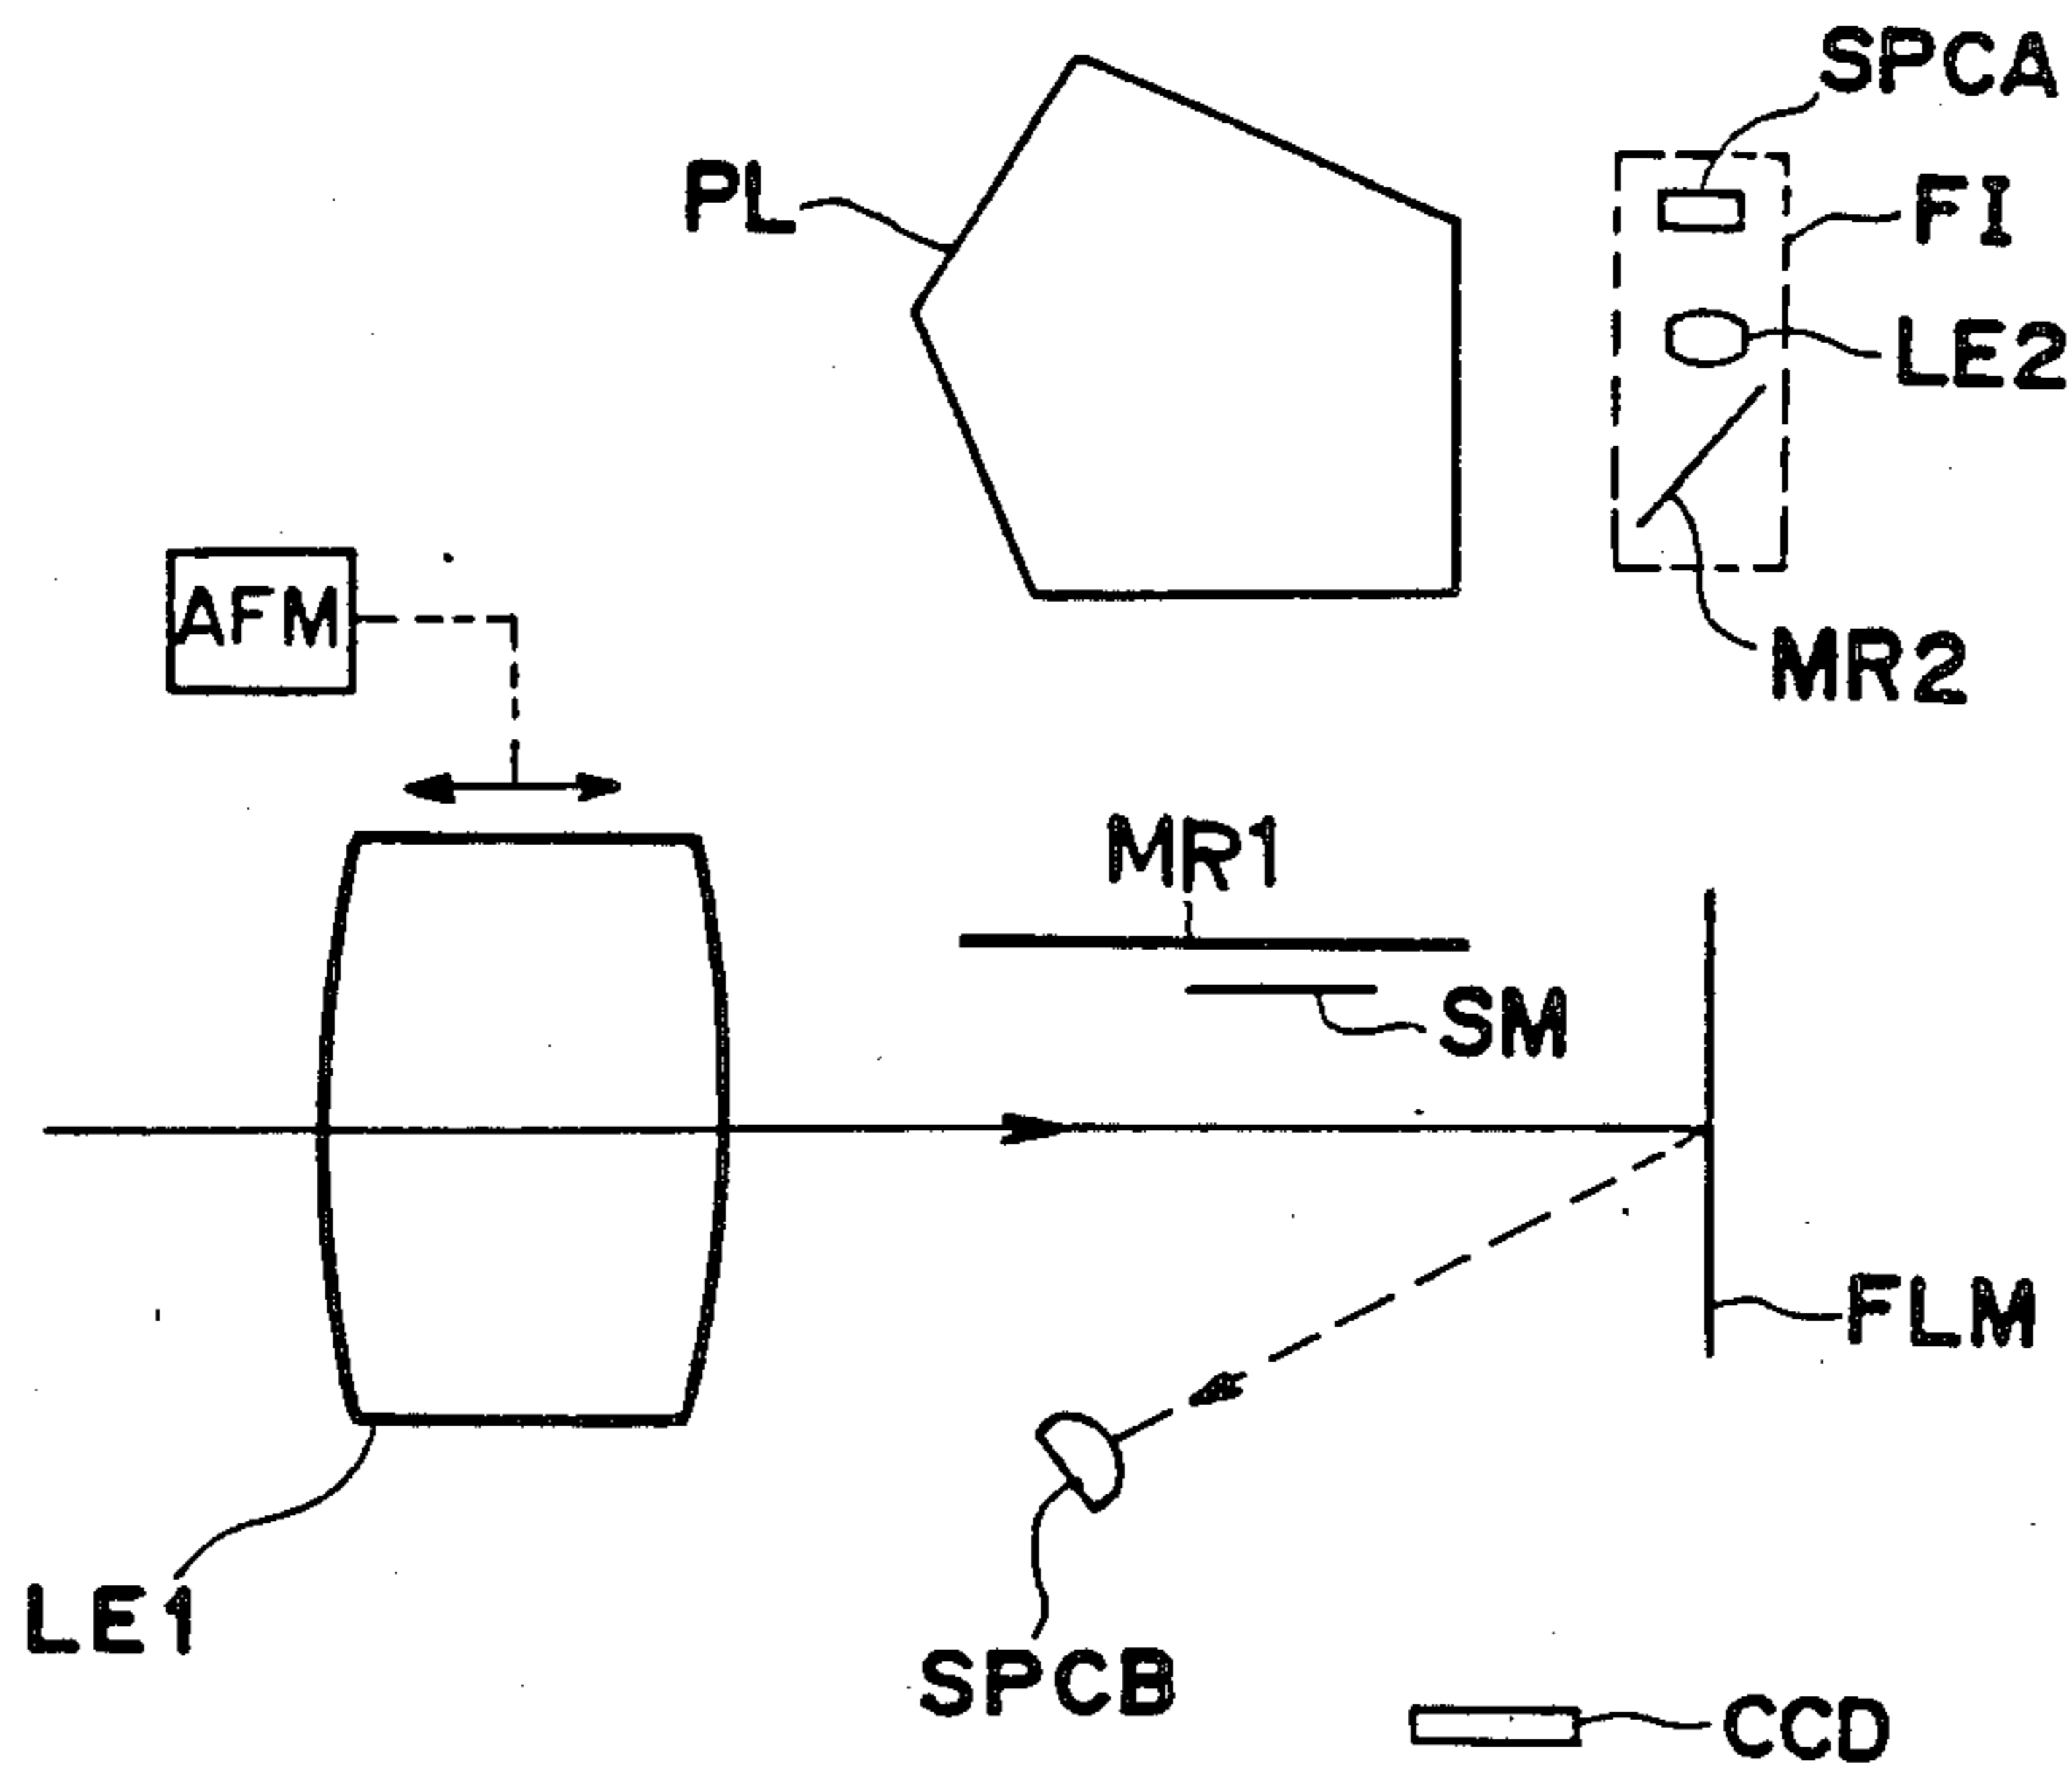 SPCA
PL
FI
LE2
AFM
MR2
MR1
SM
FLM
LE1
SPCB
CCD